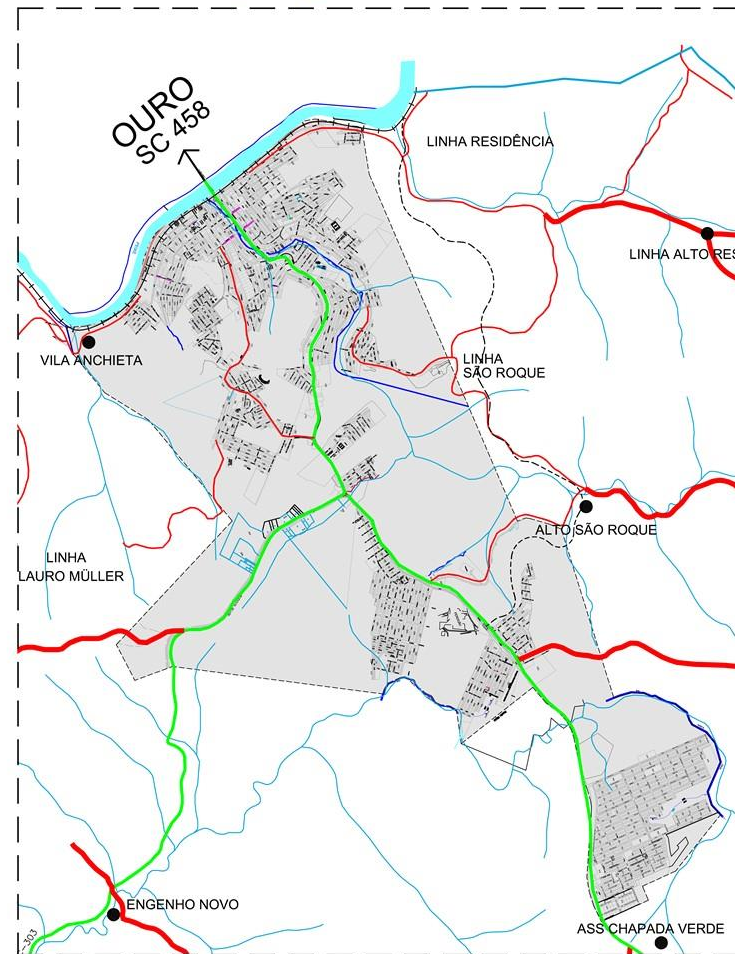 OURO
SC 458
LINHA RESIDÊNCIA
LINHA ALTO RES
VILA ANCHIETA
LINHA
SÃO ROQUE
ALTO SÃO ROQUE
LINHA
LAURO MÜLLER
ENGENHO NOVO
ASS CHAPADA VERDE
-303